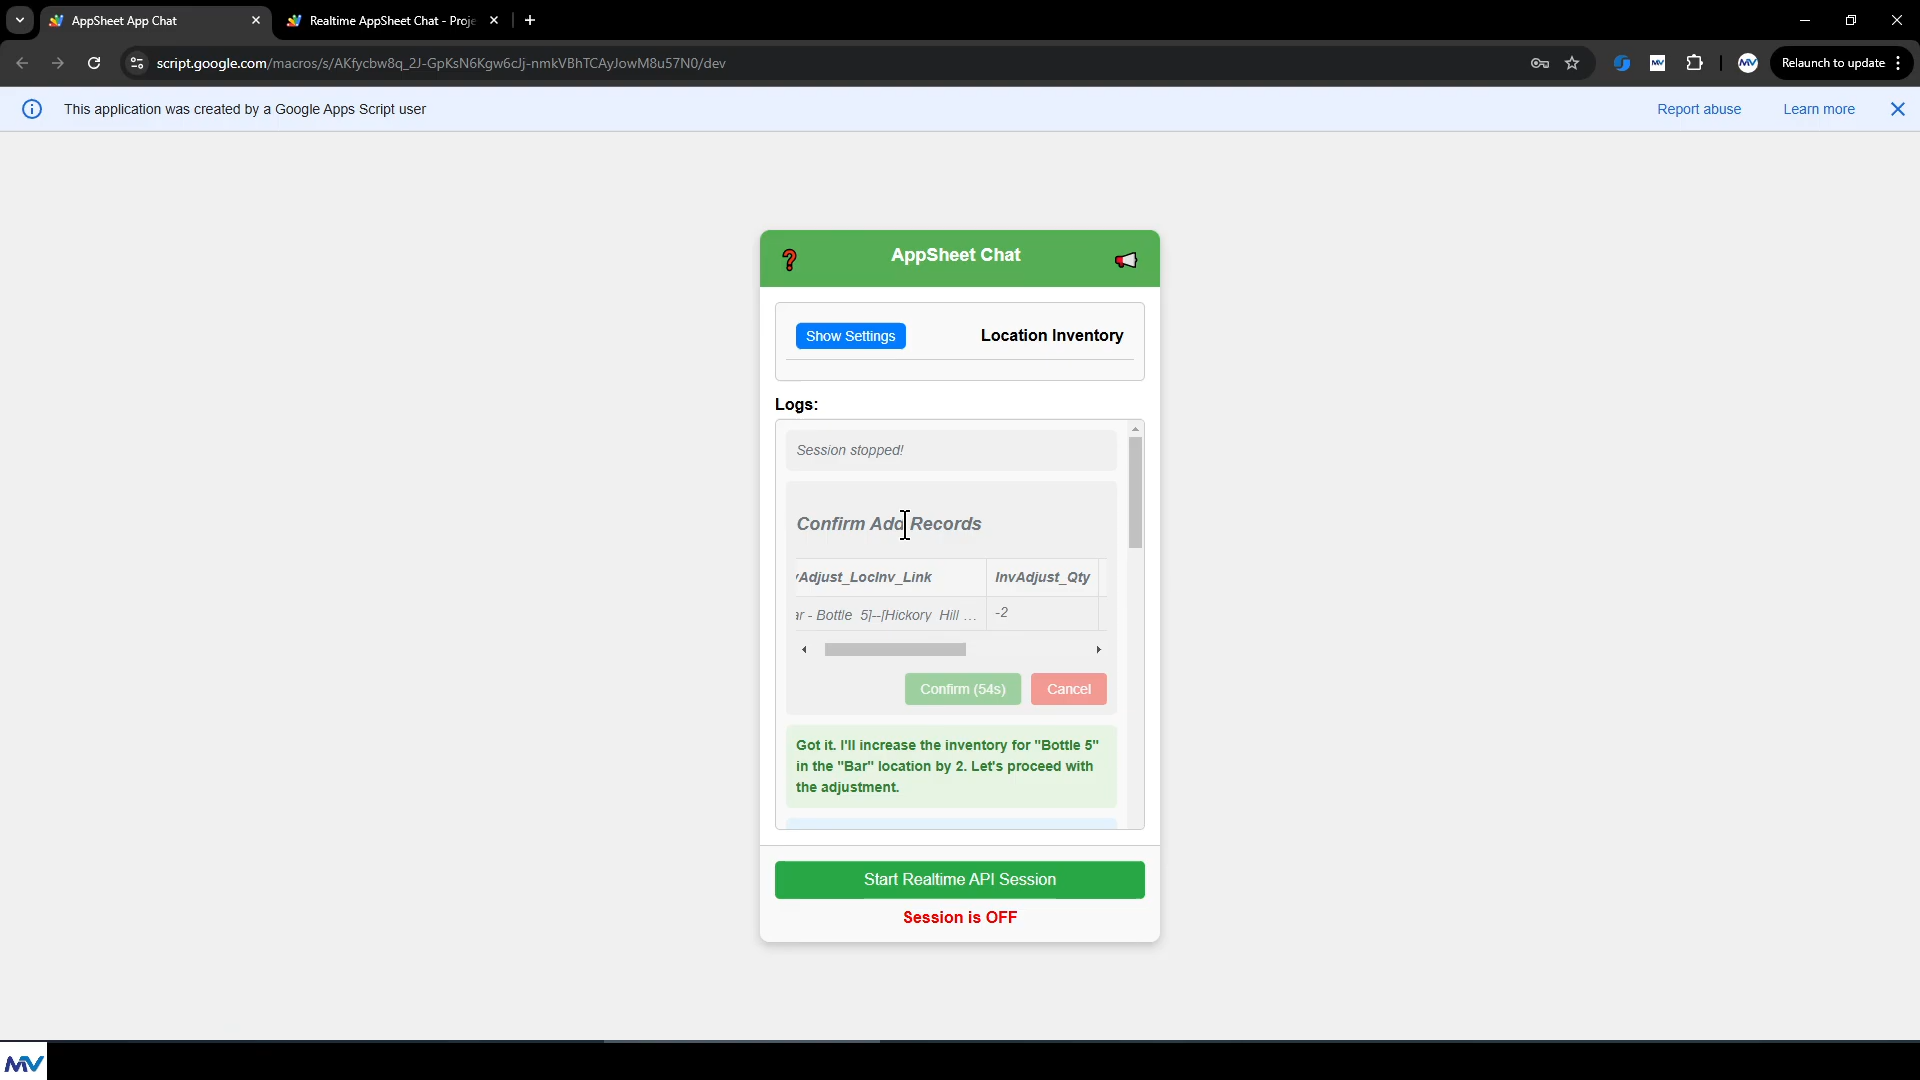 AppSheet App Chat
Realtime AppSheet Chat - Proje
script.google.com/macros/s/AKfycbw8q_2J-GpKsN6Kgw6cJj-nmkVBhTCAyJowM8u57N0/dev
Relaunch to update
This application was created by a Google Apps Script user
Report abuse
Learn more
AppSheet Chat
Show Settings
Location Inventory
Logs:
Session stopped!
Confirm Add Records
vAdjust_LocInv_Link
InvAdjust_Qty
ar - Bottle 5]--[Hickory Hill ...
-2
Confirm (54s)
Cancel
Got it. I'll increase the inventory for "Bottle 5"
in the "Bar" location by 2. Let's proceed with
the adjustment.
Start Realtime API Session
Session is OFF
MV